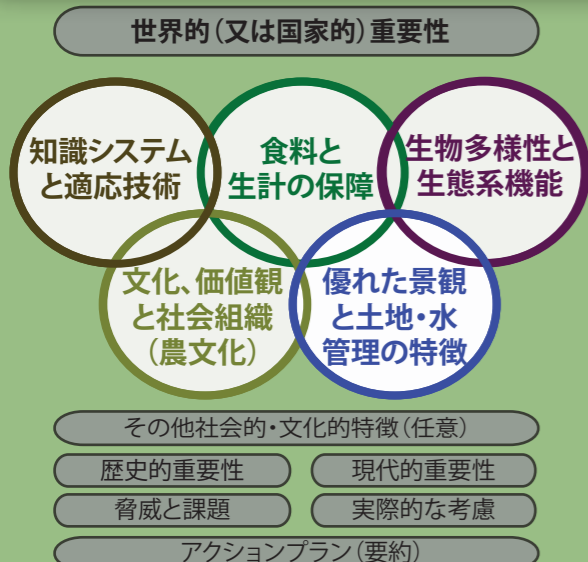 世界的（又は国家的）重要性
知識システム
と適応技術
食料と
生計の保障
生物多様性と
生態系機能
文化、価値観
と社会組織
（農文化）
優れた景観
と土地・水
管理の特徴
その他社会的・文化的特徴（任意）
歴史的重要性
現代的重要性
脅威と課題
実際的な考慮
アクションプラン（要約）